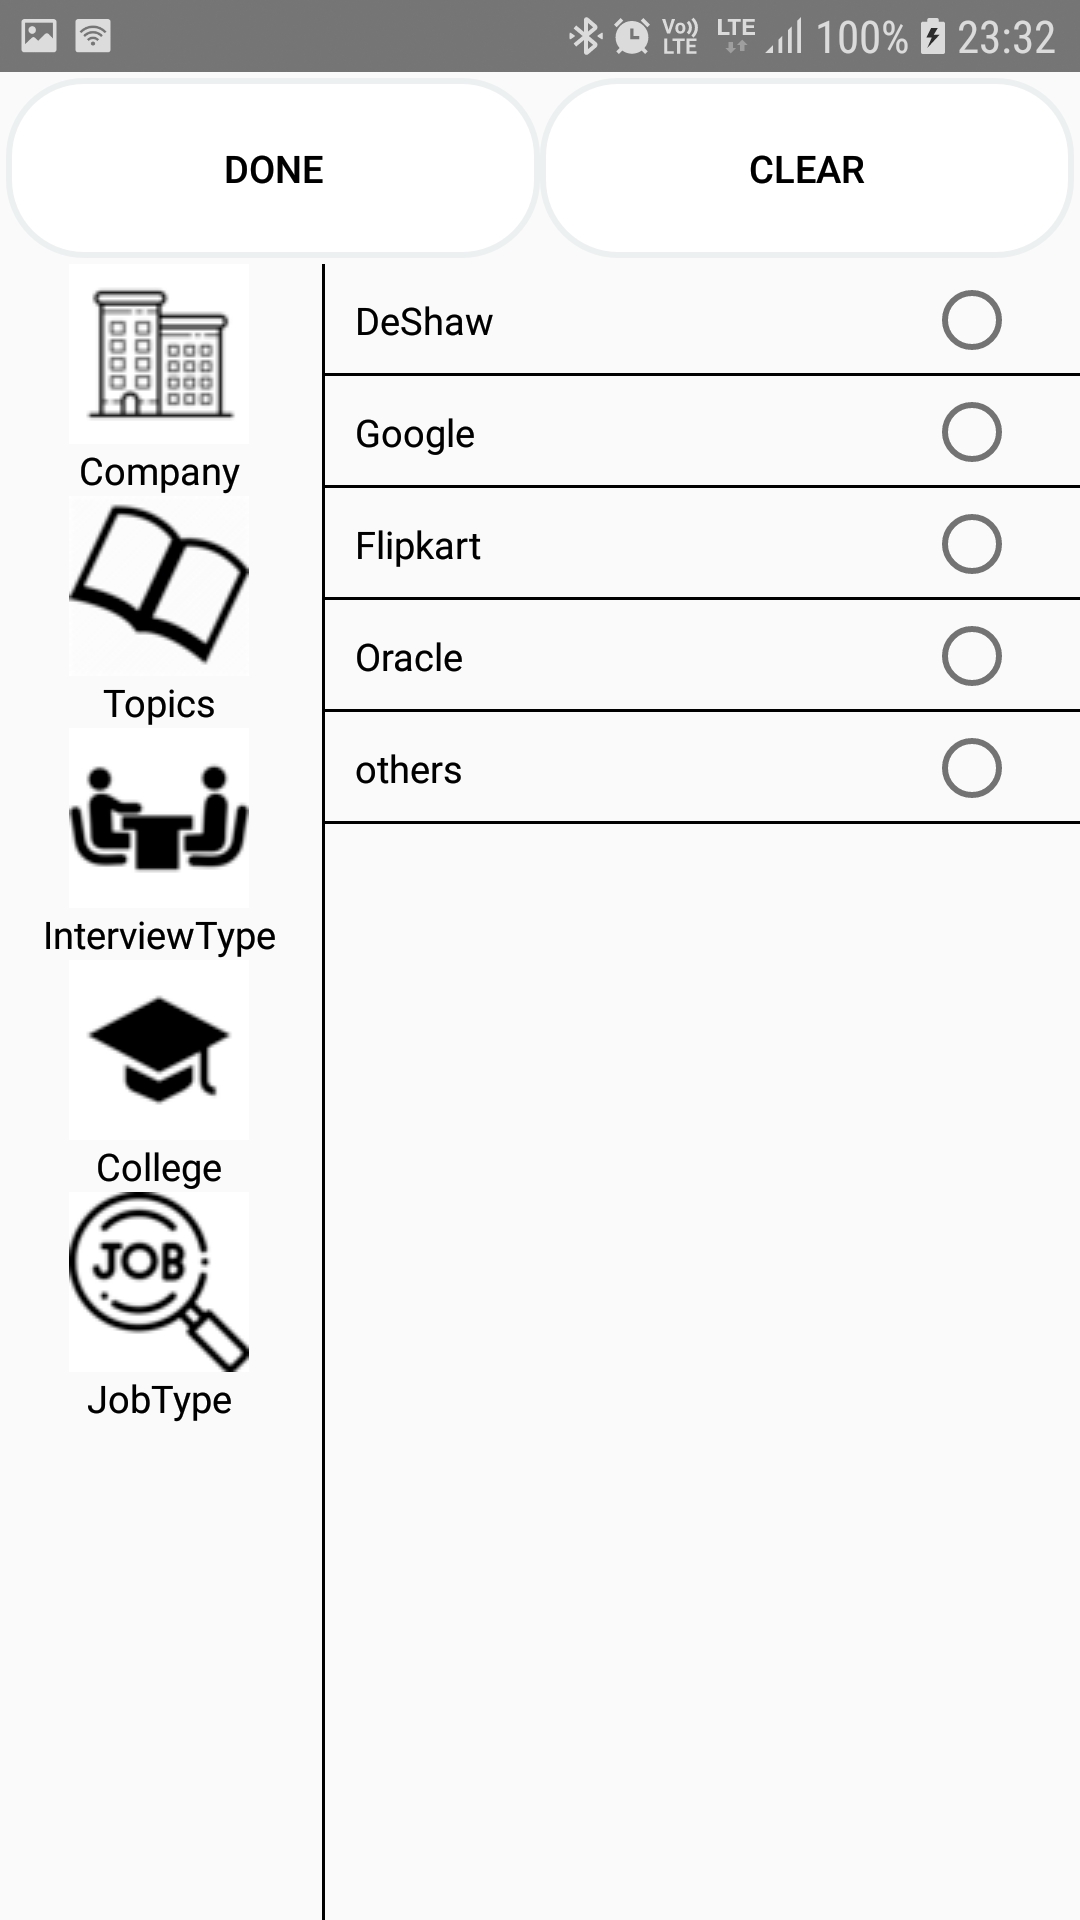 Vo)) LTE LTE 100% 23:32
DONE CLEAR
Company
Topics
InterviewType
College
JOB
JobType
DeShaw
Google
Flipkart
Oracle
others